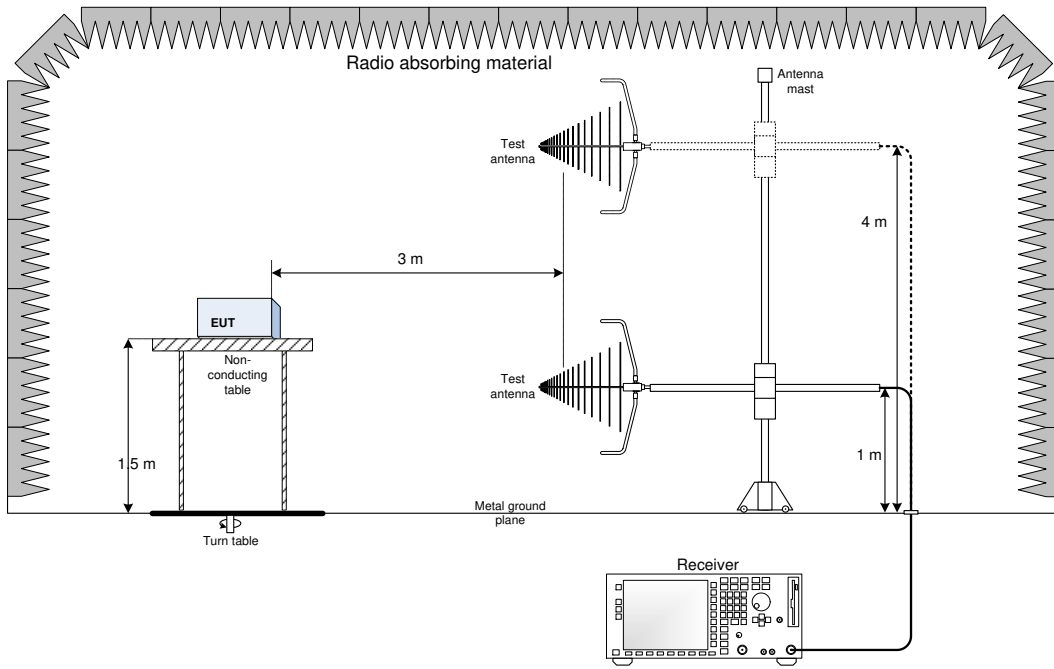 Radio absorbing material
Antenna
mast
Test
antenna
4 m
3 m
EUT
Non-
conducting
table
Test
antenna
1.5 m
1 m
Metal ground
plane
Turn table
Receiver